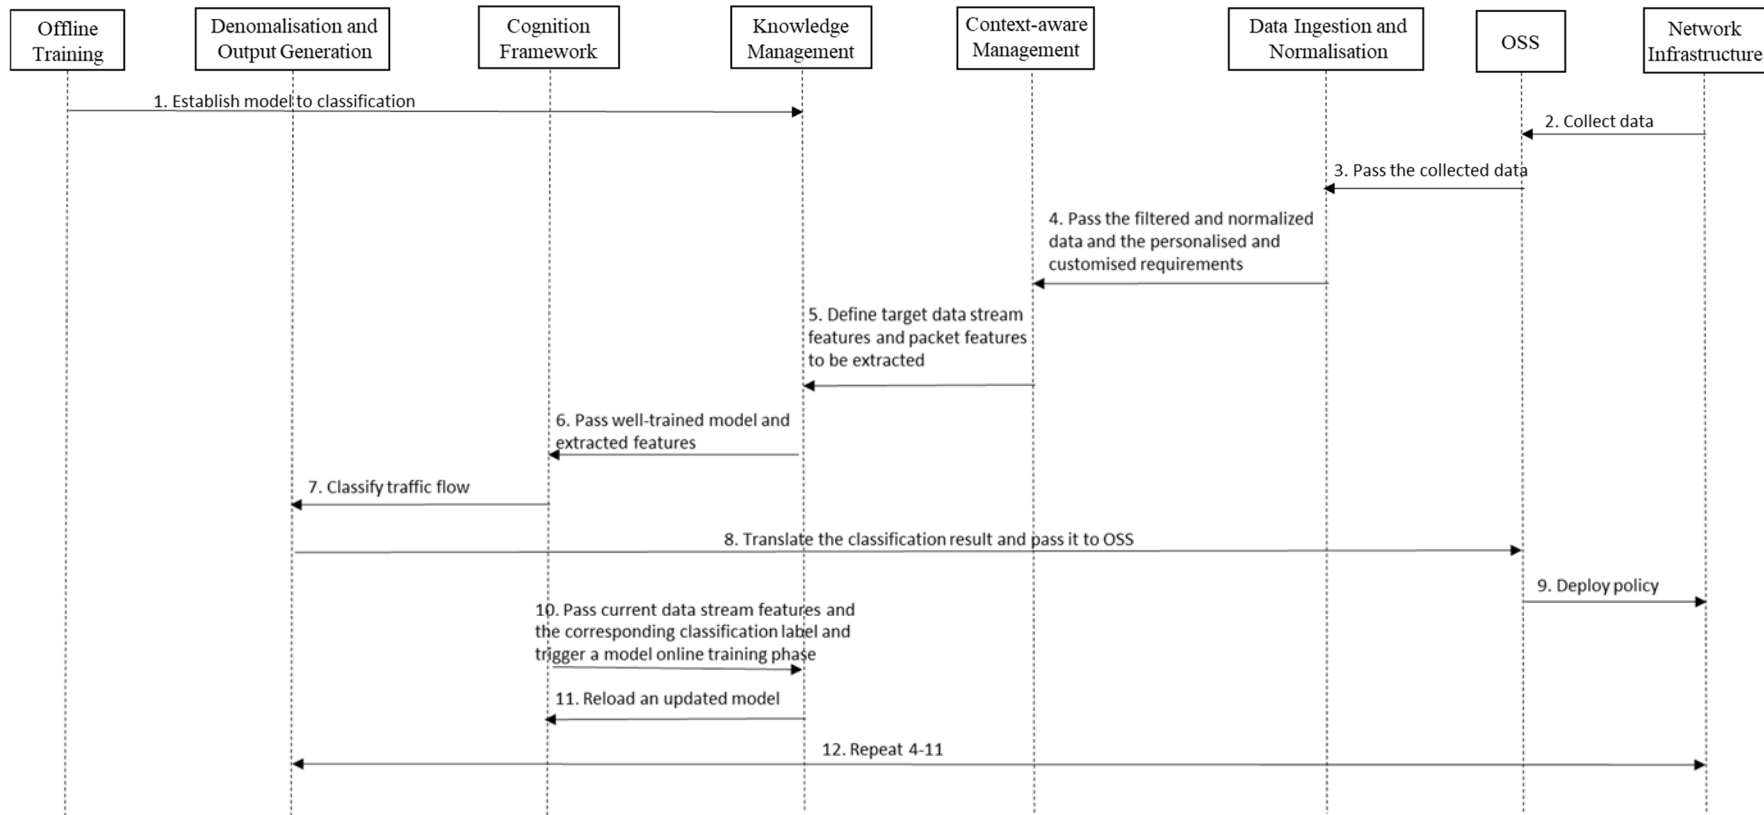 Offline
Training
Denomalisation and
Output Generation
Cognition
Framework
Knowledge
Management
Context-aware
Management
Data Ingestion and
Normalisation
OSS
Network
Infrastructure
1. Establish model to classification
2. Collect data
3. Pass the collected data
4. Pass the filtered and normalized
data and the personalised and
customised requirements
5. Define target data stream
features and packet features
to be extracted
6. Pass well-trained model and
extracted features
7. Classify traffic flow
8. Translate the classification result and pass it to OSS
9. Deploy policy
10. Pass current data stream features and
the corresponding classification label and
trigger a model online training phase
11. Reload an updated model
12. Repeat 4-11